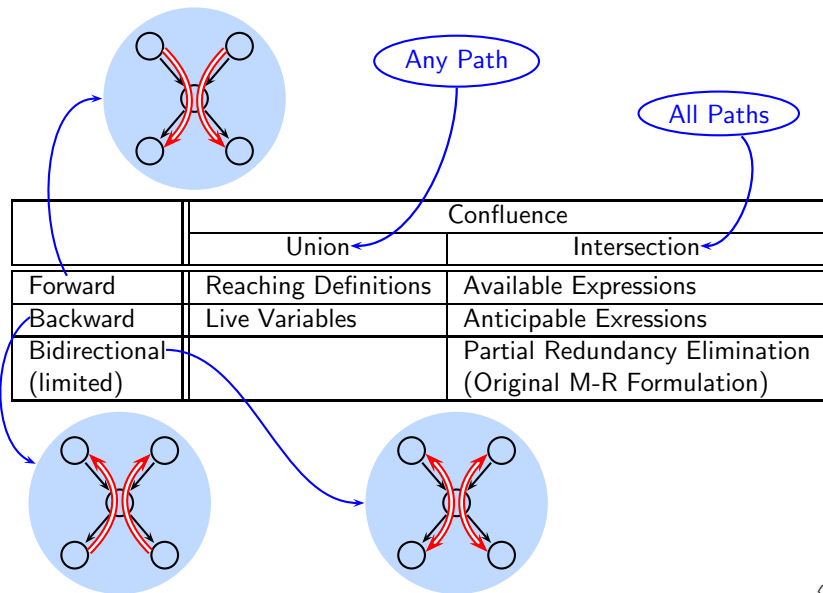 Any Path
All Paths
Confluence
Union Intersection
Forward Reaching Definitions Available Expressions
Backward Live Variables Anticipable Exressions
Bidirectional Partial Redundancy Elimination
(limited) (Original M-R Formulation)